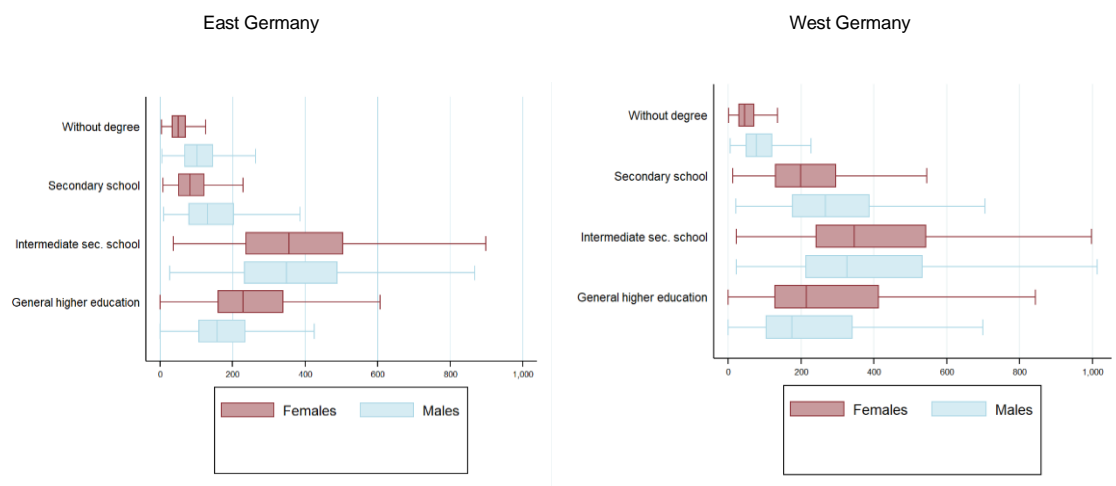 East Germany
Without degree
Secondary school
Intermediate sec. school
General higher education
0 200 400 600 800 1,000
Females Males
West Germany
Without degree
Secondary school
Intermediate sec. school
General higher education
0 200 400 600 800 1,000
Females Males